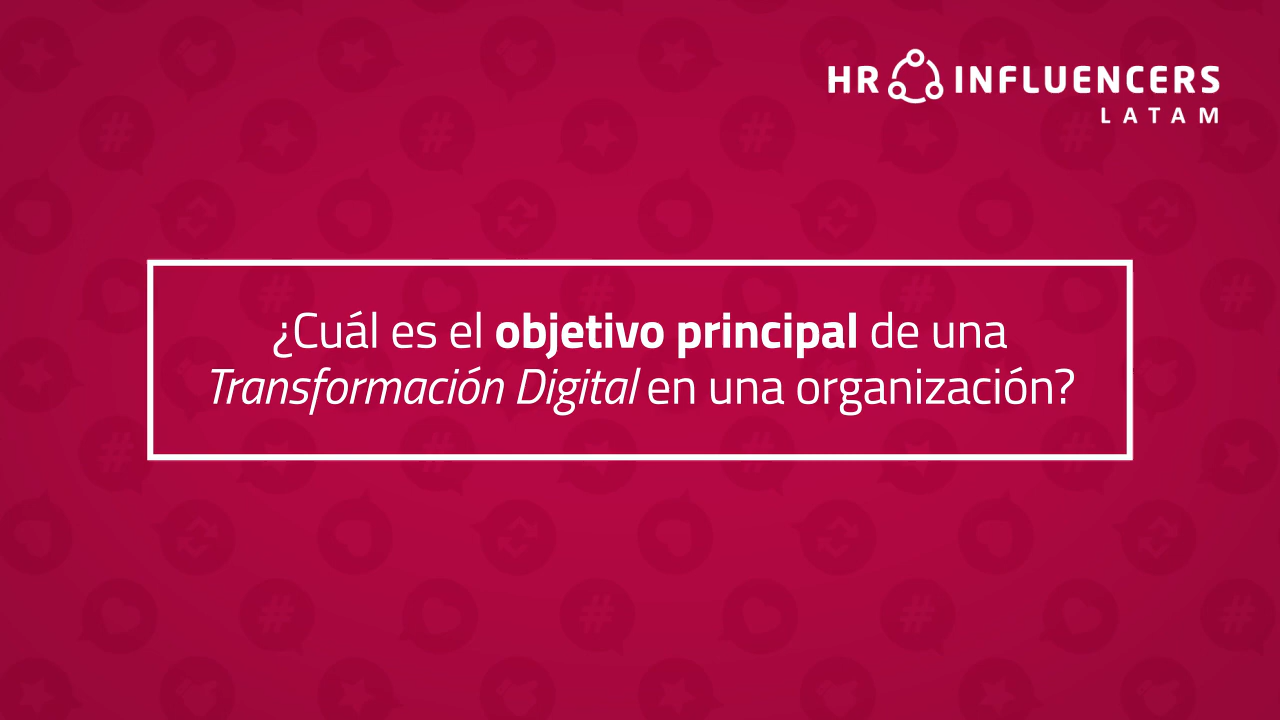 HR INFLUENCERS
LATAM
¿Cuál es el objetivo principal de una
Transformación Digital en una organización?